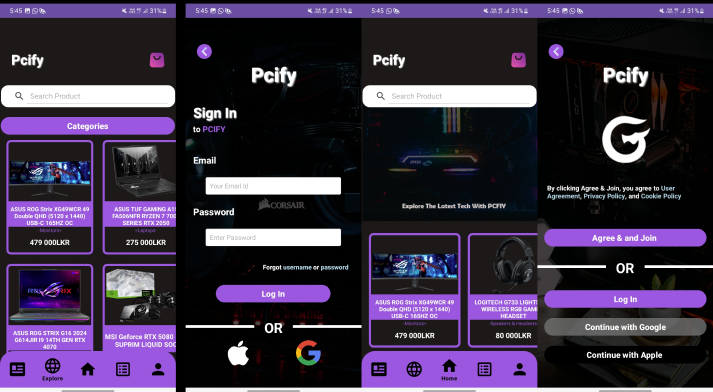 5:45
31%
Pcify
Search Product
Categories
ASUS ROG Strix XG49WCR 49
Double QHD (5120 x 1440)
USB-C 165HZ OC
-Monitors-
479 000LKR
ASUS TUF GAMING A15
FA506NFR RYZEN 7 700
SERIES RTX 2050
-Laptops-
275 000LKR
ASUS ROG STRIX G16 2024
G614JIR I9 14TH GEN RTX
4070
MSI Geforce RTX 5080
SUPRIM LIQUID SOC
Explore
5:45
31%
Pcify
Sign In
to PCIFY
Email
Your Email Id
CORSAIR
Password
Enter Password
Forgot username or password
Log In
OR
5:45
31%
Pcify
Search Product
Explore The Latest Tech With PCFIY
ASUS ROG Strix XG49WCR 49
Double QHD (5120 x 1440)
USB-C 165HZ OC
-Monitors-
479 000LKR
LOGITECH G733 LIGHTS
WIRELESS RGB GAMI
HEADSET
Speakers & Headsets
80 000LKR
Home
5:45
31%
Pcify
By clicking Agree & Join, you agree to User
Agreement, Privacy Policy, and Cookie Policy
Agree & and Join
OR
Log In
Continue with Google
Continue with Apple